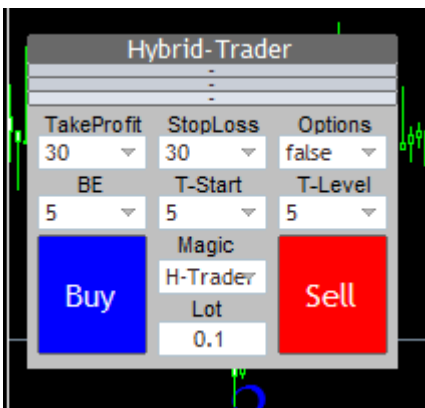 Hybrid-Trader
-
-
TakeProfit StopLoss Options
30 30 false
BE T-Start T-Level
5 5 5
Magic
H-Trader
Buy Sell
Lot
0.1